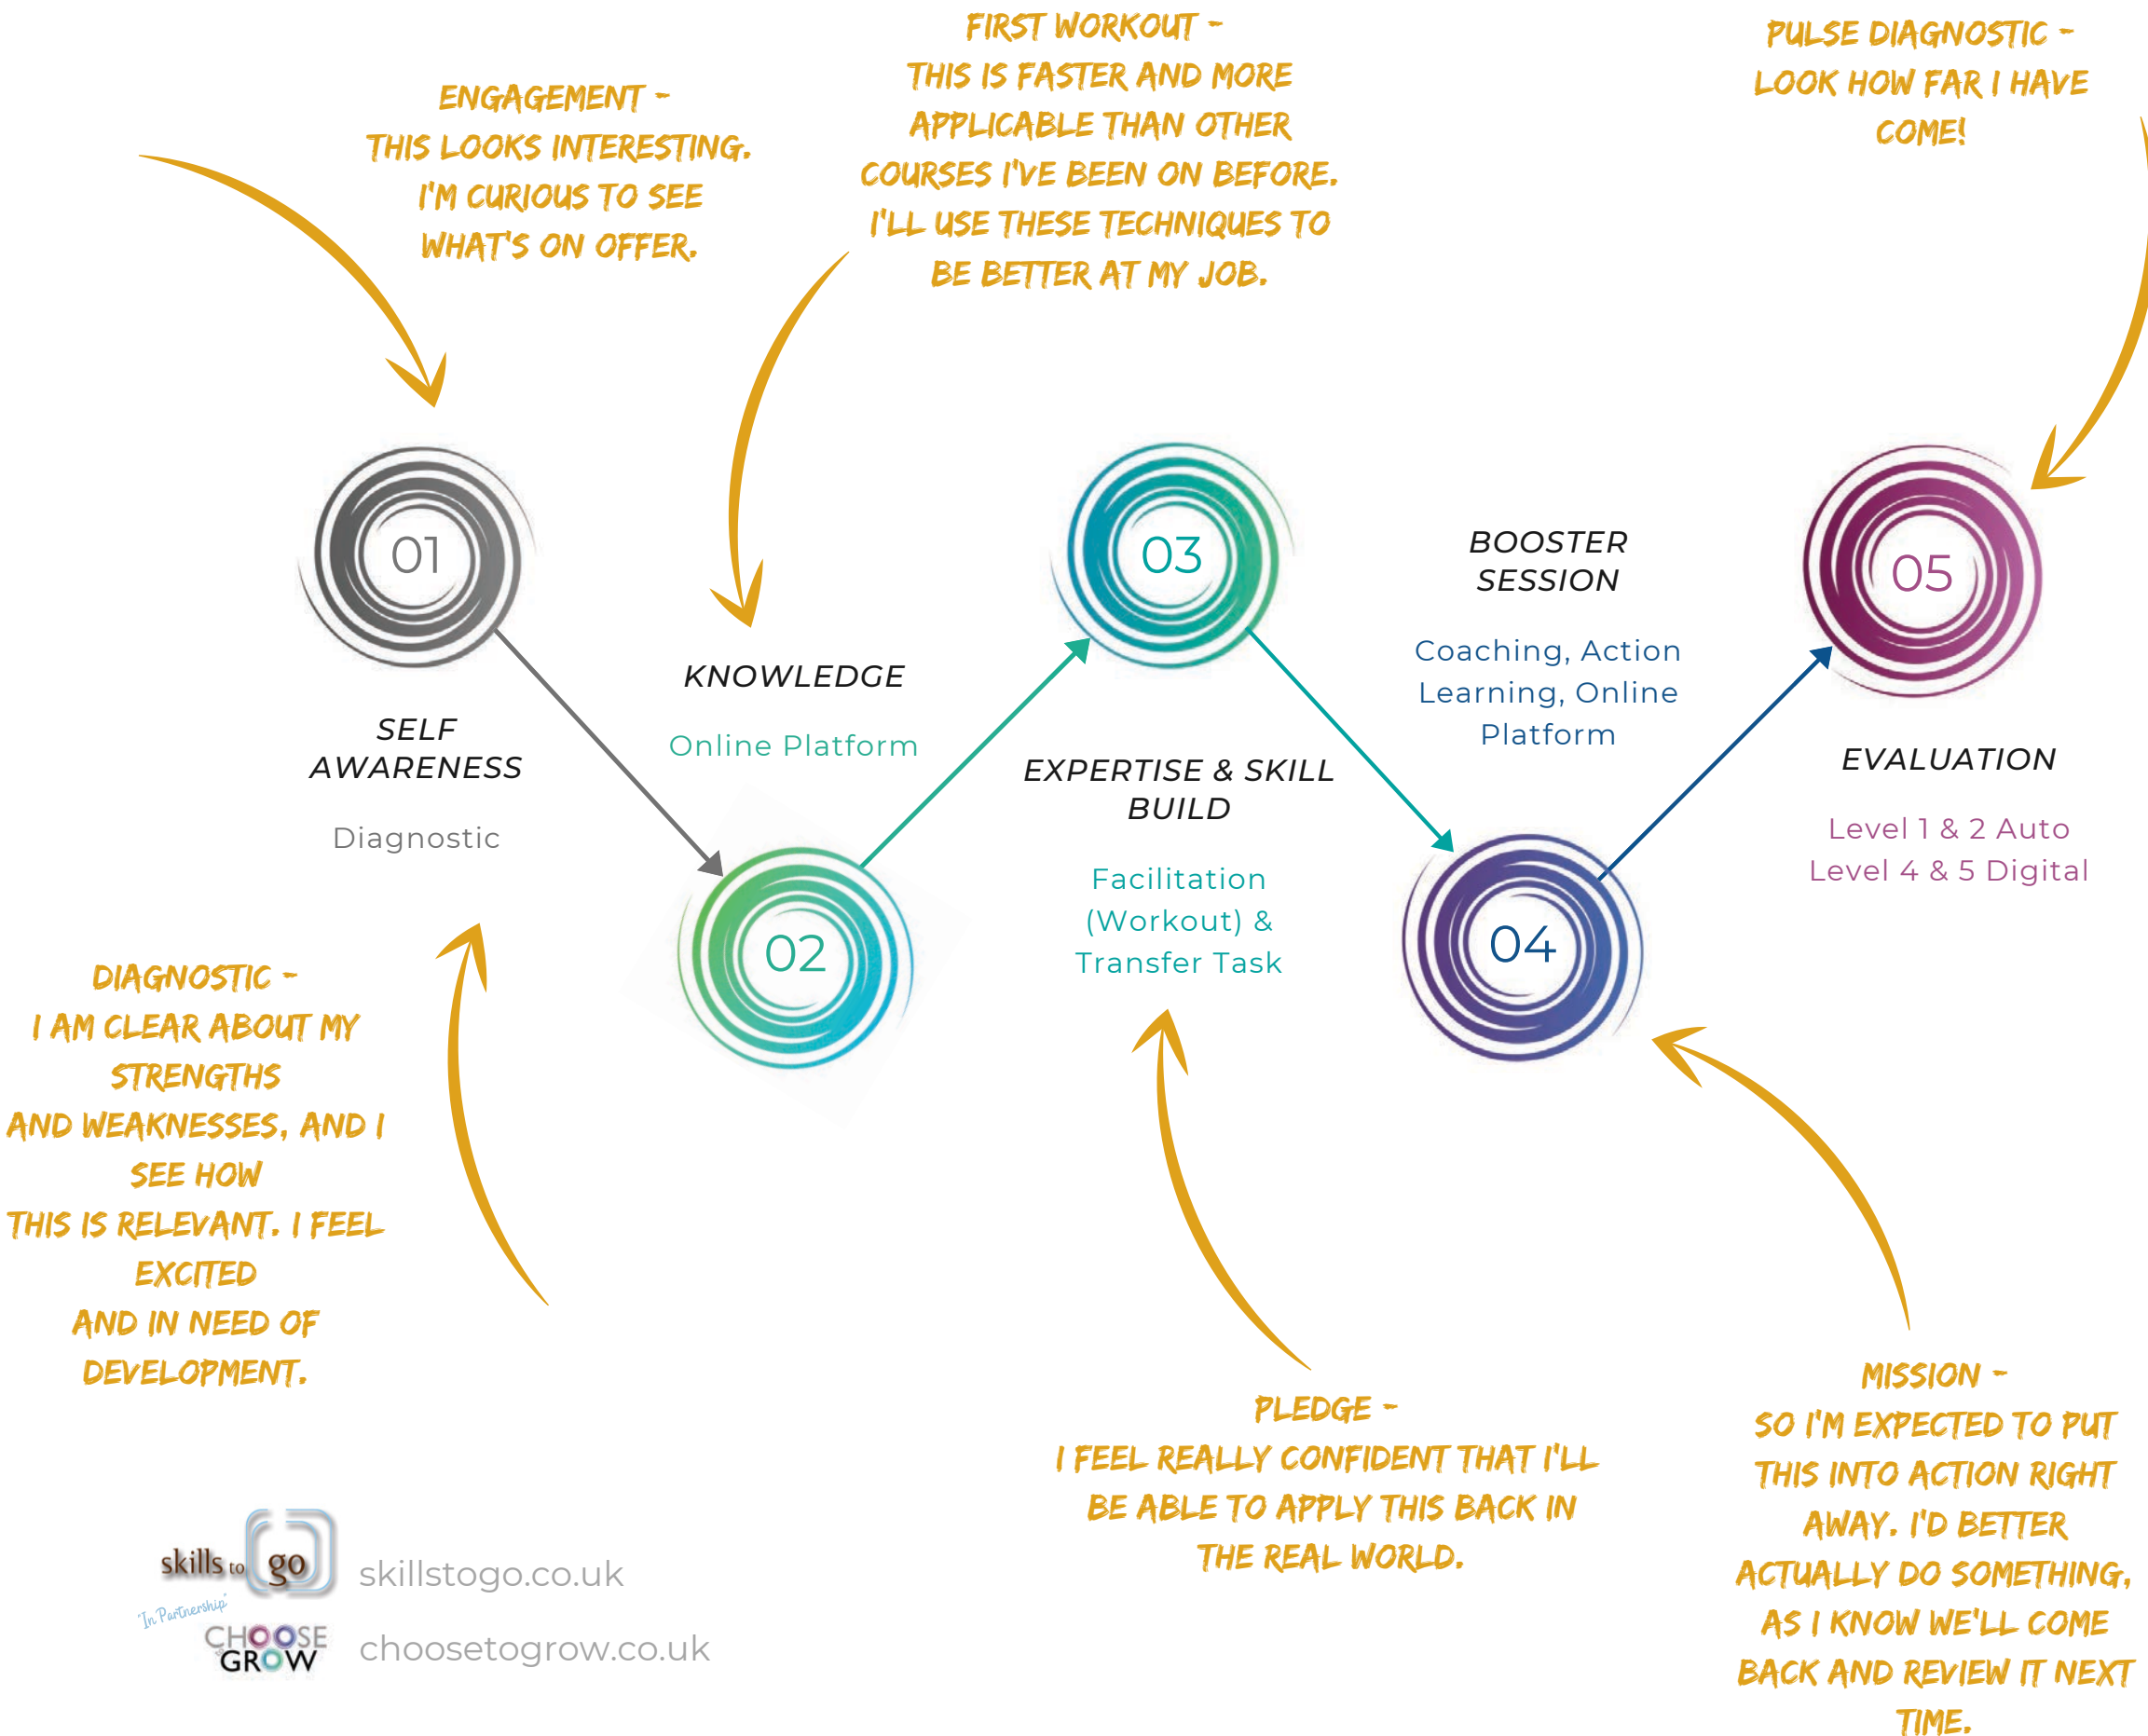 ENGAGEMENT -
THIS LOOKS INTERESTING.
I'M CURIOUS TO SEE
WHAT'S ON OFFER.
FIRST WORKOUT -
THIS IS FASTER AND MORE
APPLICABLE THAN OTHER
COURSES I'VE BEEN ON BEFORE.
I'LL USE THESE TECHNIQUES TO
BE BETTER AT MY JOB.
PULSE DIAGNOSTIC -
LOOK HOW FAR I HAVE
COME!
01
SELF
AWARENESS
Diagnostic
KNOWLEDGE
Online Platform
02
03
EXPERTISE & SKILL
BUILD
Facilitation
(Workout) &
Transfer Task
BOOSTER
SESSION
Coaching, Action
Learning, Online
Platform
04
05
EVALUATION
Level 1 & 2 Auto
Level 4 & 5 Digital
DIAGNOSTIC -
I AM CLEAR ABOUT MY
STRENGTHS
AND WEAKNESSES, AND I
SEE HOW
THIS IS RELEVANT. I FEEL
EXCITED
AND IN NEED OF
DEVELOPMENT.
PLEDGE -
I FEEL REALLY CONFIDENT THAT I'LL
BE ABLE TO APPLY THIS BACK IN
THE REAL WORLD.
MISSION -
SO I'M EXPECTED TO PUT
THIS INTO ACTION RIGHT
AWAY. I'D BETTER
ACTUALLY DO SOMETHING,
AS I KNOW WE'LL COME
BACK AND REVIEW IT NEXT
TIME.
skills to go
skillstogo.co.uk
"In Partnership"
CHOOSE
to GROW
choosetogrow.co.uk